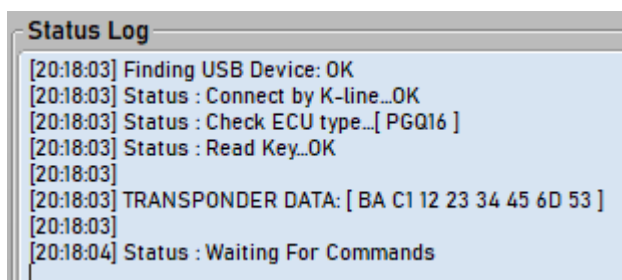 Status Log
[20:18:03] Finding USB Device: OK
[20:18:03] Status : Connect by K-line...OK
[20:18:03] Status : Check ECU type...[ PGQ16 ]
[20:18:03] Status : Read Key...OK
[20:18:03]
[20:18:03] TRANSPONDER DATA: [ BA C1 12 23 34 45 6D 53 ]
[20:18:03]
[20:18:04] Status : Waiting For Commands